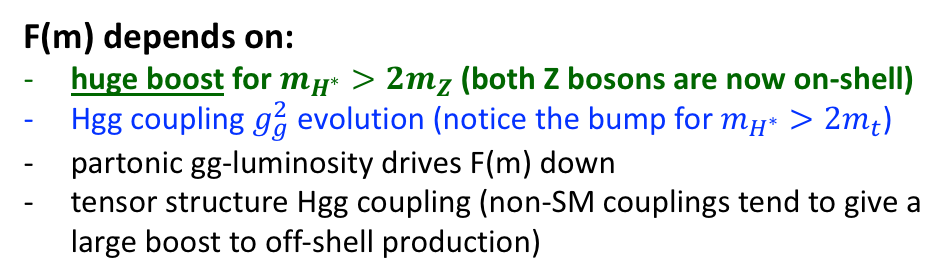 F(m) depends on:
- huge boost for $m_{H^*} > 2m_Z$ (both Z bosons are now on-shell)
- Hgg coupling $g_g^2$ evolution (notice the bump for $m_{H^*} > 2m_t$)
- partonic gg-luminosity drives F(m) down
- tensor structure Hgg coupling (non-SM couplings tend to give a
large boost to off-shell production)